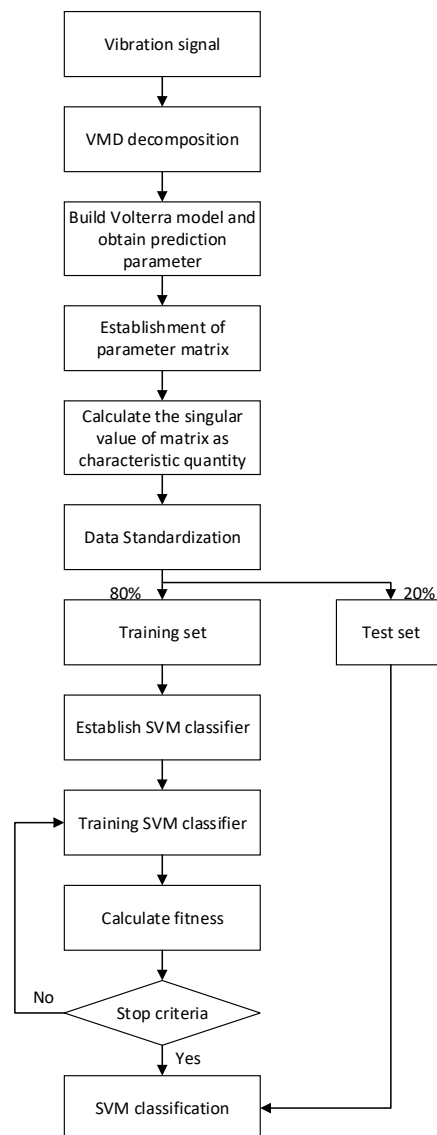 Vibration signal
VMD decomposition
Build Volterra model and
obtain prediction
parameter
Establishment of
parameter matrix
Calculate the singular
value of matrix as
characteristic quantity
Data Standardization
80%
20%
Training set
Test set
Establish SVM classifier
Training SVM classifier
Calculate fitness
No
Stop criteria
Yes
SVM classification